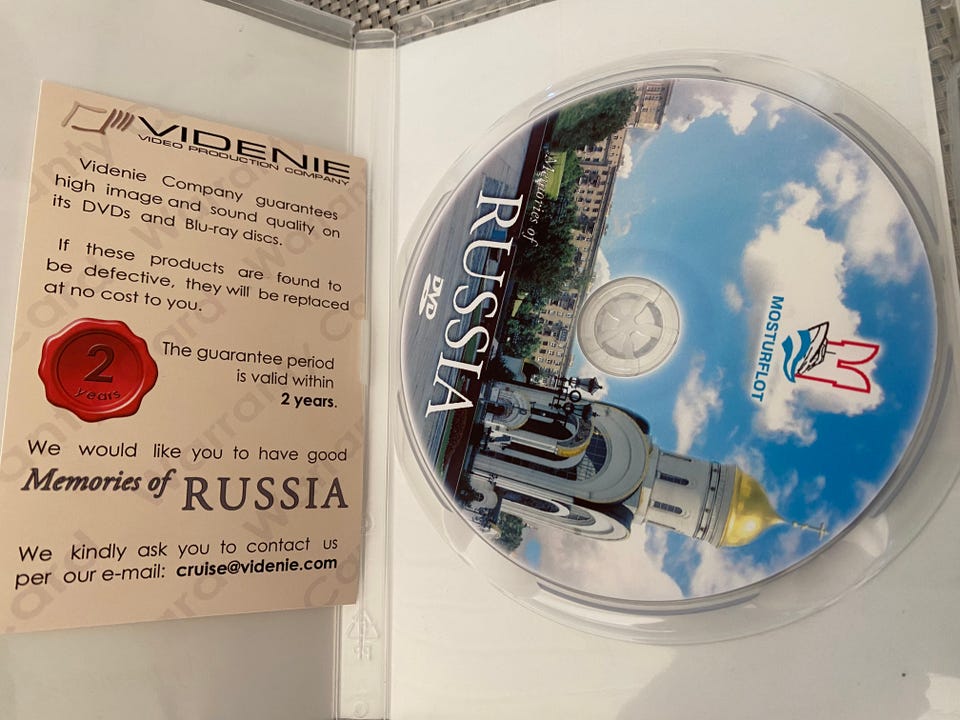 VIDENIE
VIDEO PRODUCTION COMPANY
Videnie Company guarantees
high image and sound quality on
its DVDs and Blu-ray discs.
If these products are found to
be defective, they will be replaced
at no cost to you.
2
years
The guarantee period
is valid within
2 years.
We would like you to have good
Memories of RUSSIA
We kindly ask you to contact us
per our e-mail: cruise@videnie.com
Memories of
RUSSIA
DVD
MOSTURFLOT
PP